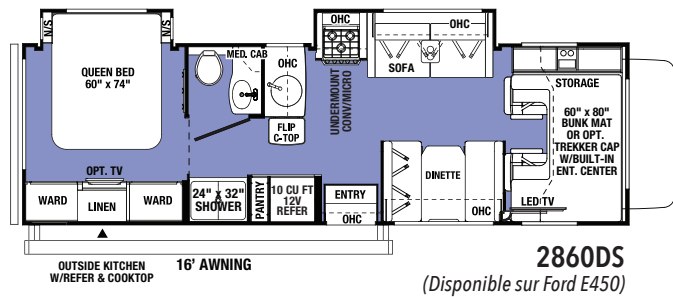 N/S
N/S
QUEEN BED
60" x 74"
MED. CAB
OHC
OHC
UNDERMOUNT
CONV/MICRO
OHC
SOFA
STORAGE
60" x 80"
BUNK MAT
OR OPT.
TREKKER CAP
W/BUILT-IN
ENT. CENTER
FLIP
C-TOP
OPT. TV
WARD
LINEN
WARD
24" x 32"
SHOWER
PANTRY
10 CU FT
12V
REFER
ENTRY
OHC
DINETTE
OHC
LED TV
OUTSIDE KITCHEN
W/REFER & COOKTOP
16' AWNING
2860DS
(Disponible sur Ford E450)